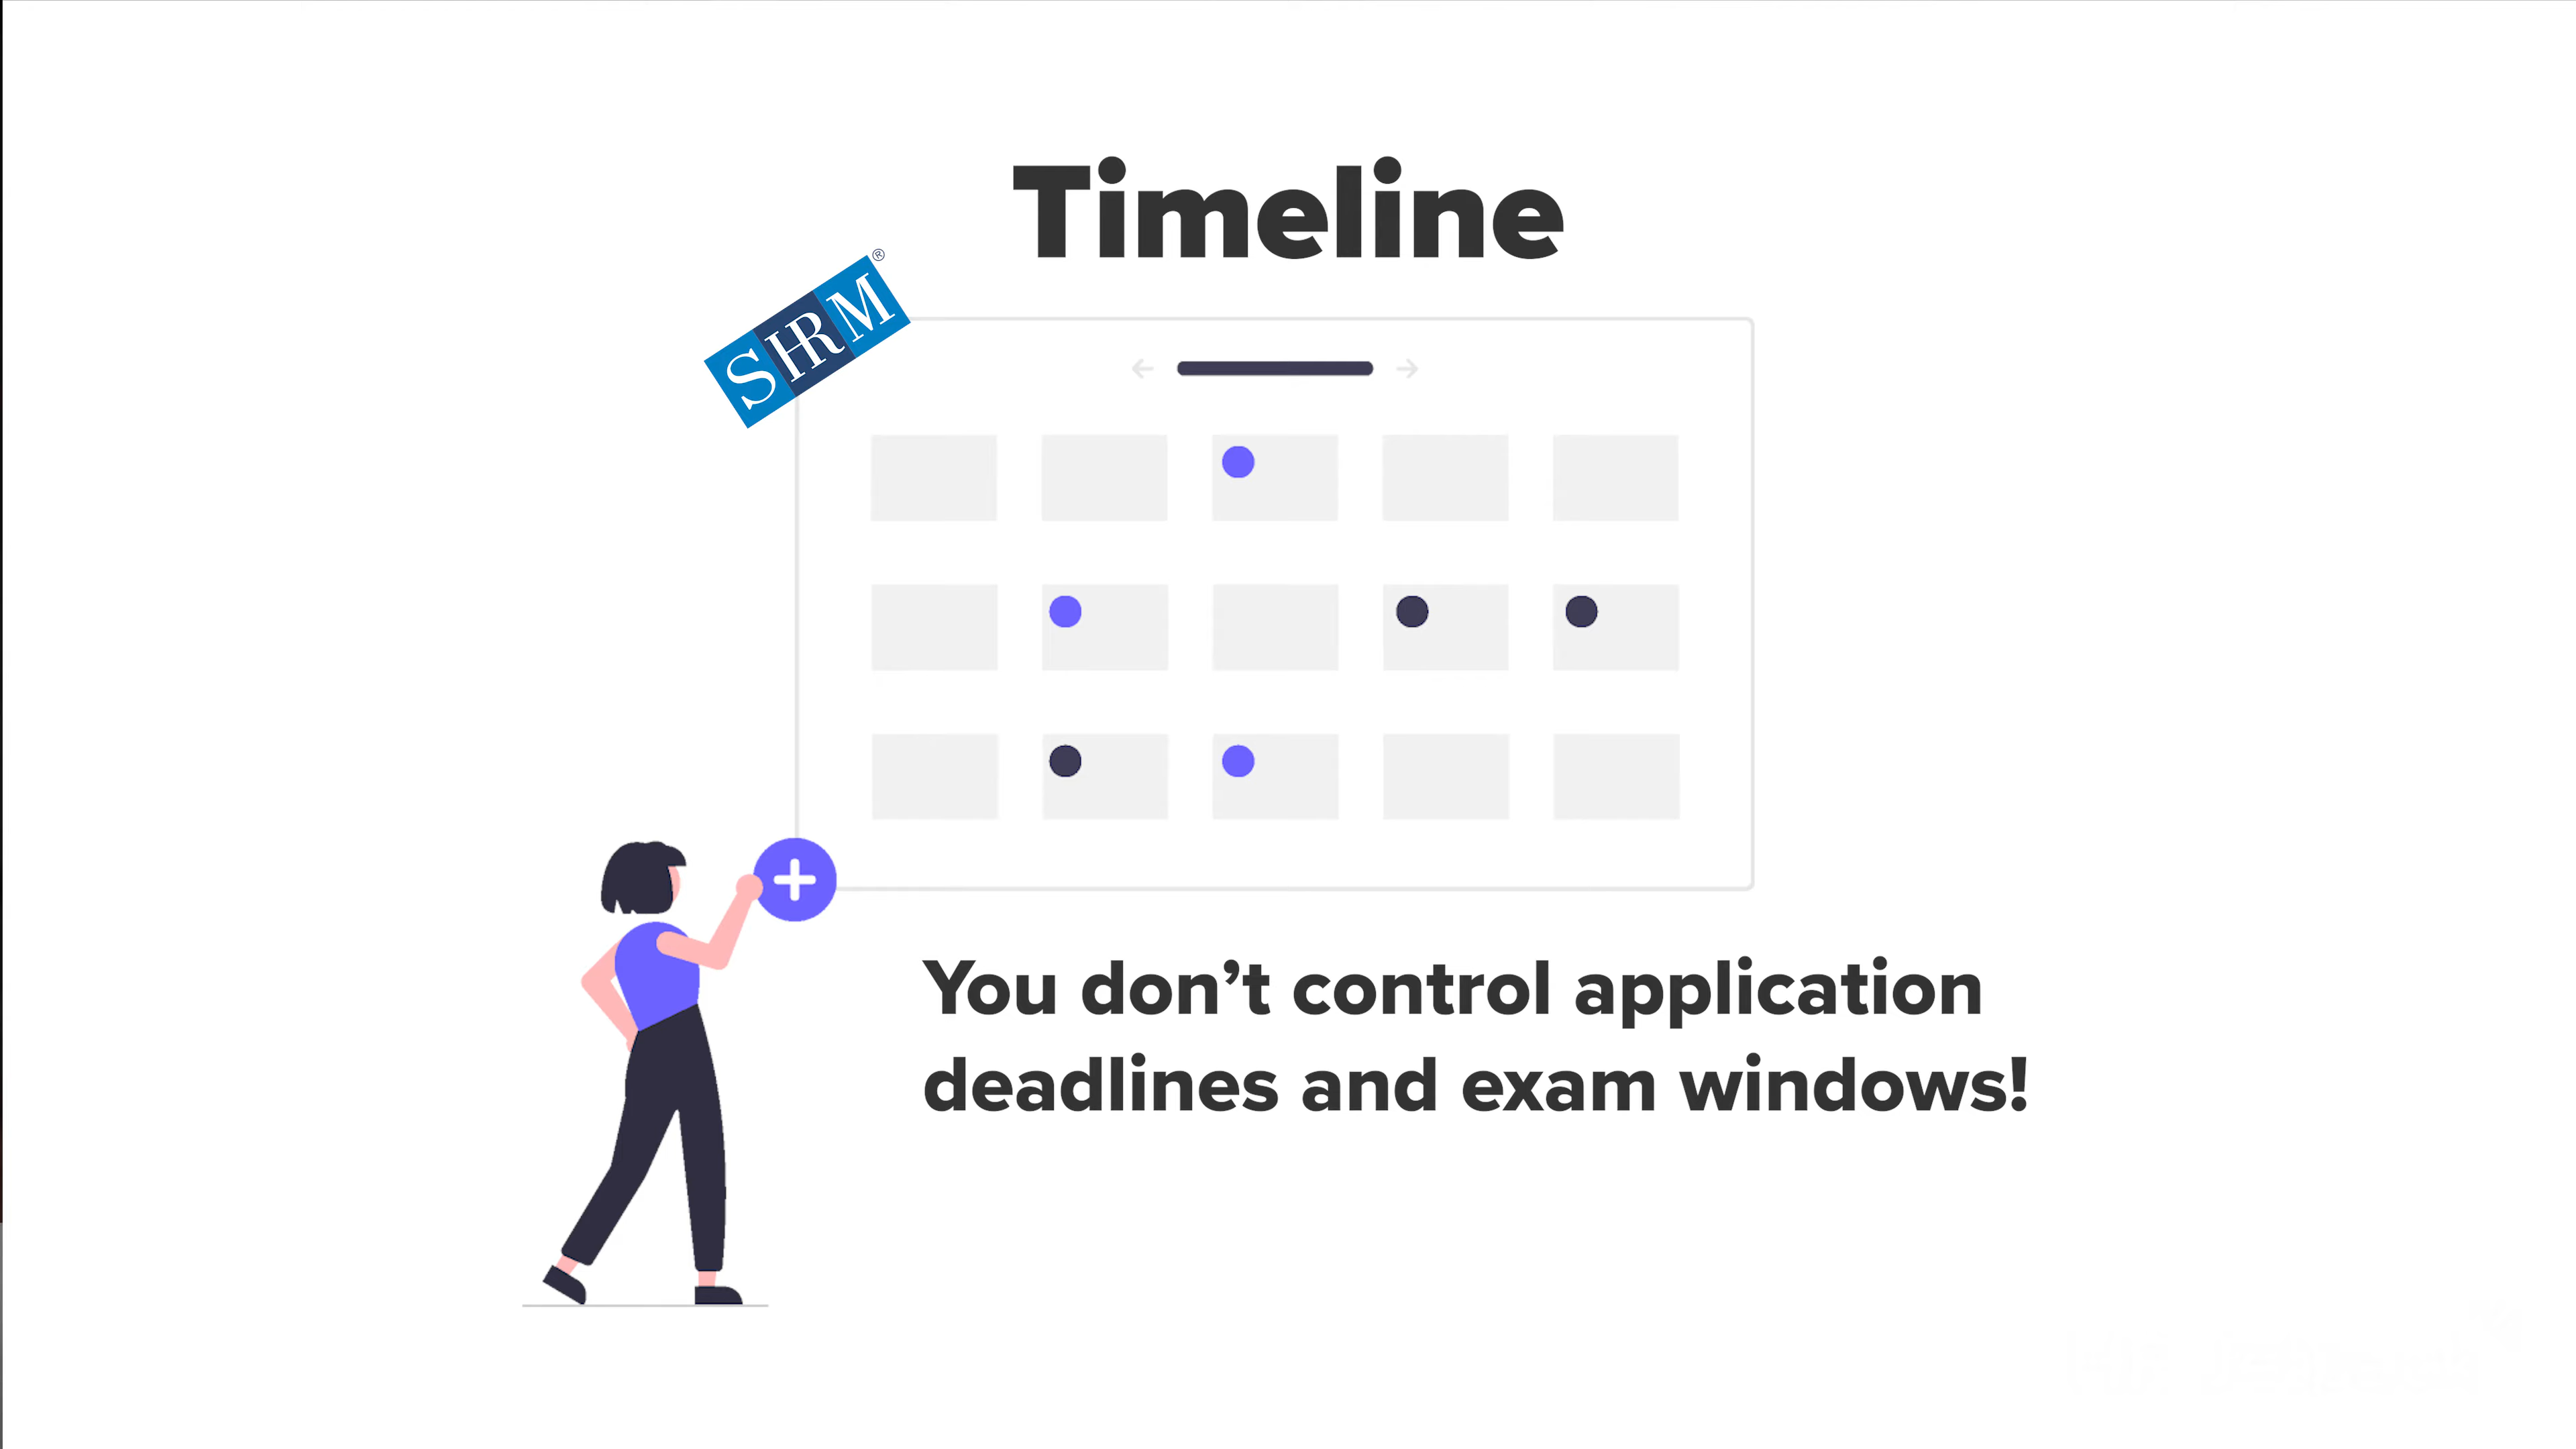 Timeline
SHRM®
You don’t control application
deadlines and exam windows!